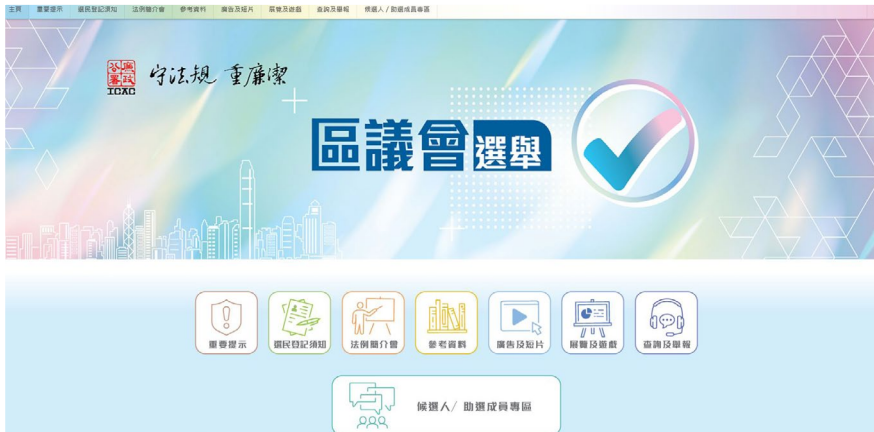 主頁 重要提示 選民登記須知 法例簡介會 參考資料 廣告及短片 展覽及遊戲 查詢及舉報 候選人 / 助選成員專區
廉政公署
ICAC
守法規 重廉潔
區議會選舉
重要提示 選民登記須知 法例簡介會 參考資料 廣告及短片 展覽及遊戲 查詢及舉報
候選人/ 助選成員專區